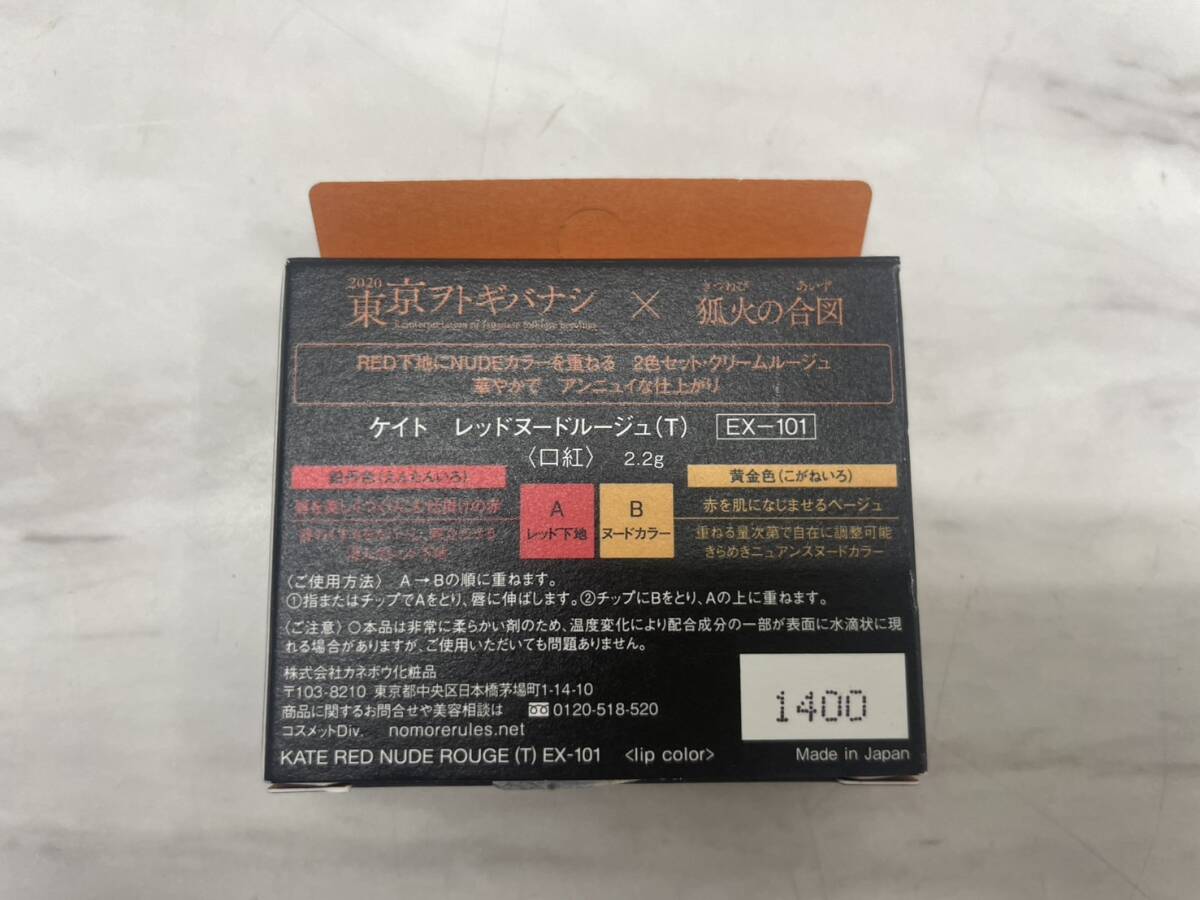 2020
東京ヲトギバナシ × 狐火の合図
きつねび あいず
RED下地にNUDEカラーを重ねる 2色セット・クリームルージュ
華やかで アンニュイな仕上がり
ケイト レッドヌードルージュ(T) EX-101
〈口紅〉 2.2g
鉛丹色(えんたんいろ)
黄金色(こがねいろ)
A
レッド下地
B
ヌードカラー
赤を肌になじませるベージュ
重ねる量次第で自在に調整可能
きらめきニュアンスヌードカラー
〈ご使用方法〉 A→Bの順に重ねます。
①指またはチップでAをとり、唇に伸ばします。②チップにBをとり、Aの上に重ねます。
〈ご注意〉○本品は非常に柔らかい剤のため、温度変化により配合成分の一部が表面に水滴状に現
れる場合がありますが、ご使用いただいても問題ありません。
株式会社カネボウ化粧品
〒103-8210 東京都中央区日本橋茅場町1-14-10
商品に関するお問合せや美容相談は 0120-518-520
コスメットDiv. nomorerules.net
KATE RED NUDE ROUGE (T) EX-101 <lip color>
1400
Made in Japan